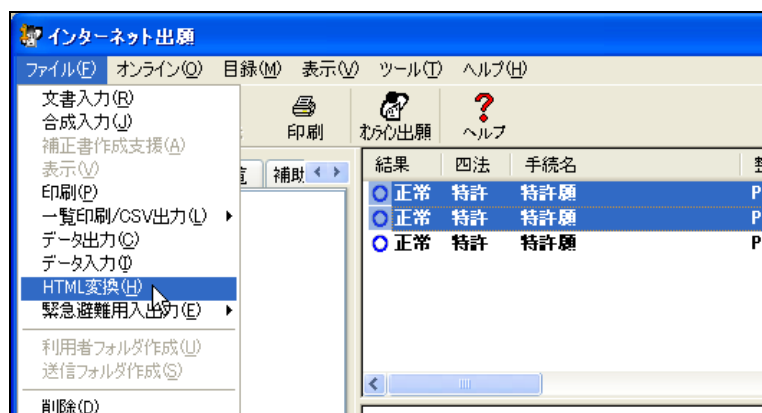 インターネット出願
ファイル(F) オンライン(O) 目録(M) 表示(V) ツール(T) ヘルプ(H)
文書入力(R)
合成入力(J)
補正書作成支援(A)
表示(V)
印刷(P)
一覧印刷/CSV出力(L)
データ出力(C)
データ入力(I)
HTML変換(H)
緊急避難用入出力(E)
利用者フォルダ作成(U)
送信フォルダ作成(S)
削除(D)
印刷 オンライン出願 ヘルプ
補助
結果 四法 手続名
正常 特許 特許願 P
正常 特許 特許願 P
正常 特許 特許願 P